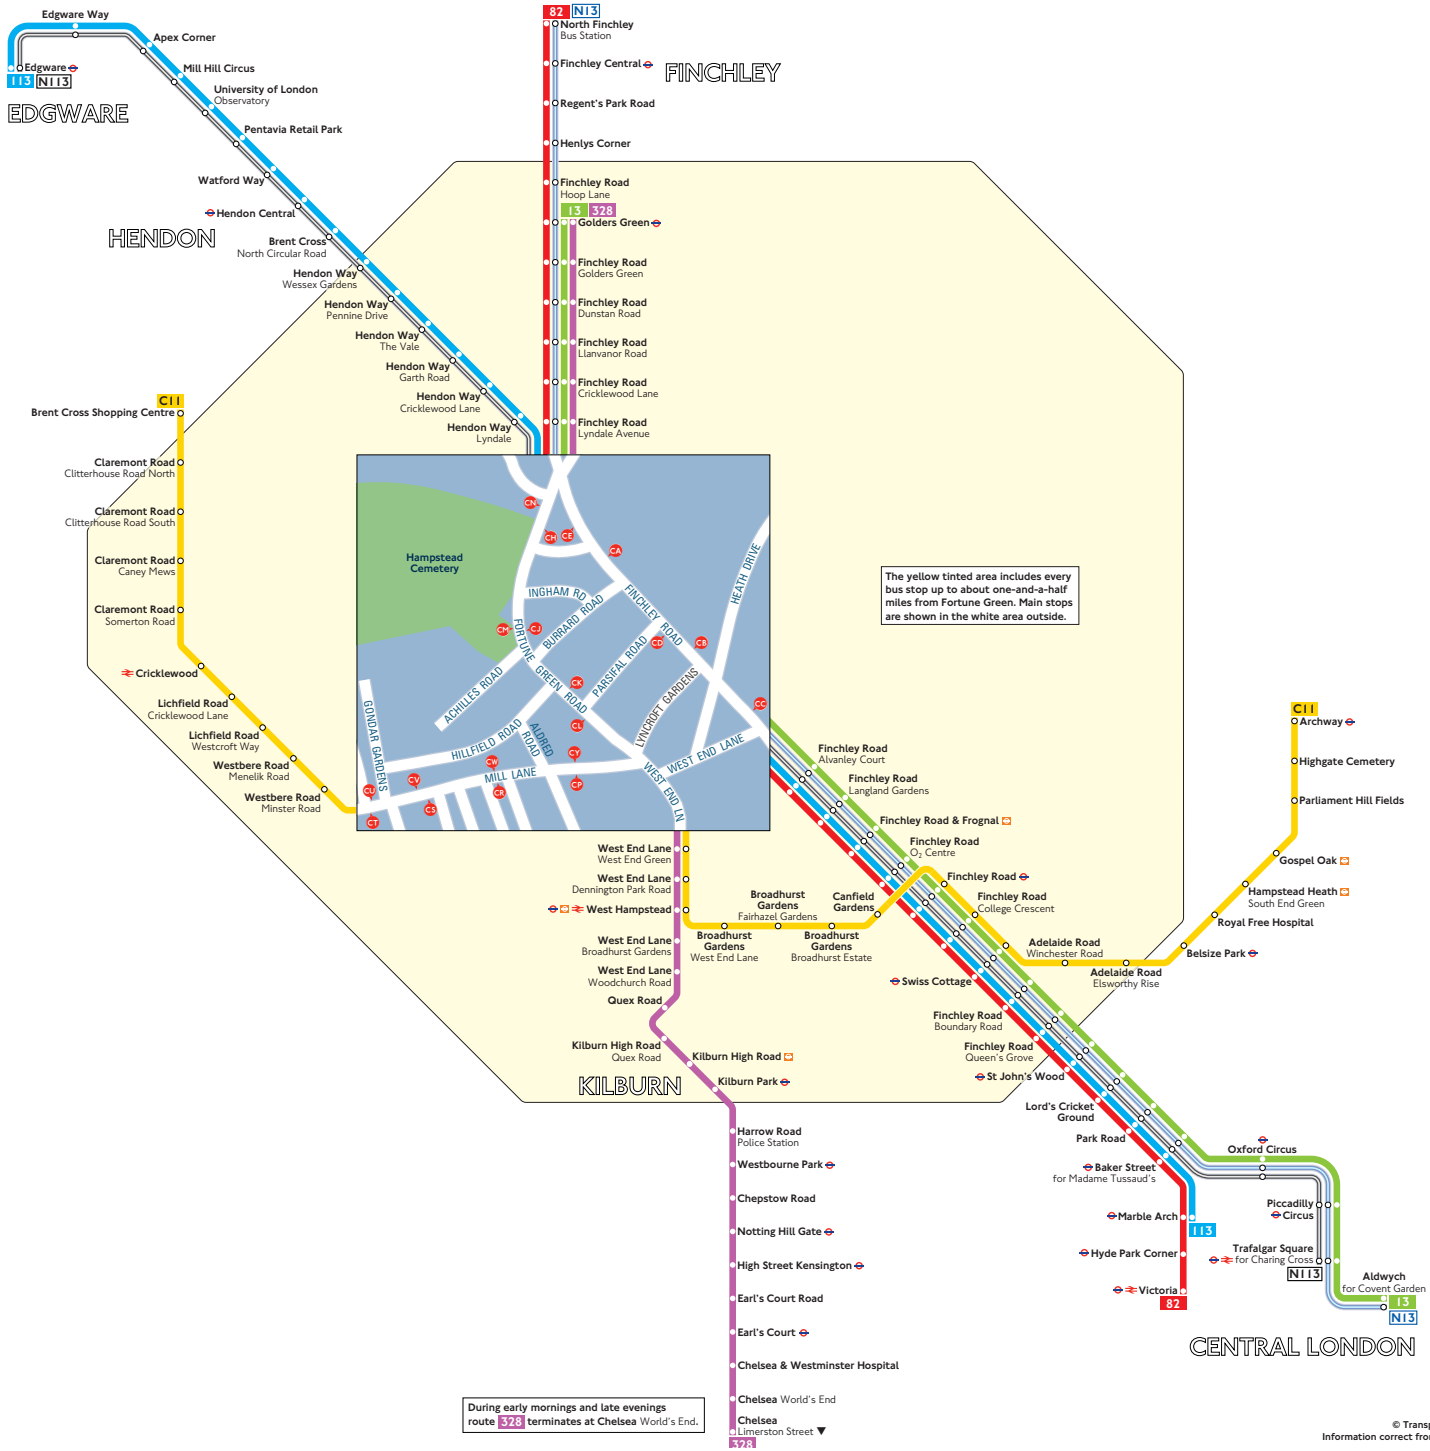 82 N13
Edgware Way
North Finchley
Bus Station
Apex Corner
Edgware
Mill Hill Circus
Finchley Central
FINCHLEY
113 N113
University of London
Observatory
EDGWARE
Regent's Park Road
Pentavia Retail Park
Henlys Corner
Watford Way
Finchley Road
Hoop Lane
Hendon Central
13 328
Golders Green
HENDON
Brent Cross
North Circular Road
Finchley Road
Golders Green
Hendon Way
Wessex Gardens
Hendon Way
Pennine Drive
Finchley Road
Dunstan Road
Hendon Way
The Vale
Finchley Road
Llanvanor Road
Hendon Way
Garth Road
Finchley Road
Cricklewood Lane
Hendon Way
Cricklewood Lane
C11
Brent Cross Shopping Centre
Hendon Way
Lyndale
Finchley Road
Lyndale Avenue
Claremont Road
Clitterhouse Road North
Claremont Road
Clitterhouse Road South
Claremont Road
Caney Mews
Claremont Road
Somerton Road
Cricklewood
Lichfield Road
Cricklewood Lane
Lichfield Road
Westcroft Way
Westbere Road
Menelik Road
Westbere Road
Minster Road
CN
CH
CE
CA
Hampstead
Cemetery
HEATH DRIVE
INGHAM RD
BURRARD ROAD
FINCHLEY ROAD
CM
CJ
FORTUNE GREEN ROAD
PARSIFAL ROAD
CD
CB
ACHILLES ROAD
CK
LYNCROFT GARDENS
GONDAR GARDENS
CC
CL
HILLFIELD ROAD
ALDRED
ROAD
CY
WEST END LANE
CW
MILL LANE
CV
CP
WEST END LN
CU
CR
CS
CT
The yellow tinted area includes every
bus stop up to about one-and-a-half
miles from Fortune Green. Main stops
are shown in the white area outside.
C11
Archway
Highgate Cemetery
Parliament Hill Fields
Gospel Oak
Hampstead Heath
South End Green
Royal Free Hospital
Belsize Park
Finchley Road
Alvanley Court
Finchley Road
Langland Gardens
Finchley Road & Frognal
Finchley Road
O2 Centre
Finchley Road
Finchley Road
College Crescent
Adelaide Road
Winchester Road
Adelaide Road
Elsworthy Rise
West End Lane
West End Green
West End Lane
Dennington Park Road
West Hampstead
Broadhurst
Gardens
Fairhazel Gardens
Canfield
Gardens
Broadhurst
Gardens
West End Lane
Broadhurst
Gardens
Broadhurst Estate
West End Lane
Broadhurst Gardens
West End Lane
Woodchurch Road
Quex Road
Kilburn High Road
Quex Road
Kilburn High Road
Kilburn Park
KILBURN
Swiss Cottage
Finchley Road
Boundary Road
Finchley Road
Queen's Grove
St John's Wood
Lord's Cricket
Ground
Park Road
Baker Street
for Madame Tussaud's
Oxford Circus
Marble Arch
113
Piccadilly
Circus
Hyde Park Corner
Trafalgar Square
for Charing Cross
N113
Victoria
82
Aldwych
for Covent Garden
13
N13
CENTRAL LONDON
Harrow Road
Police Station
Westbourne Park
Chepstow Road
Notting Hill Gate
High Street Kensington
Earl's Court Road
Earl's Court
Chelsea & Westminster Hospital
Chelsea World's End
Chelsea
Limerston Street
328
During early mornings and late evenings
route 328 terminates at Chelsea World's End.
© Transp
Information correct fro